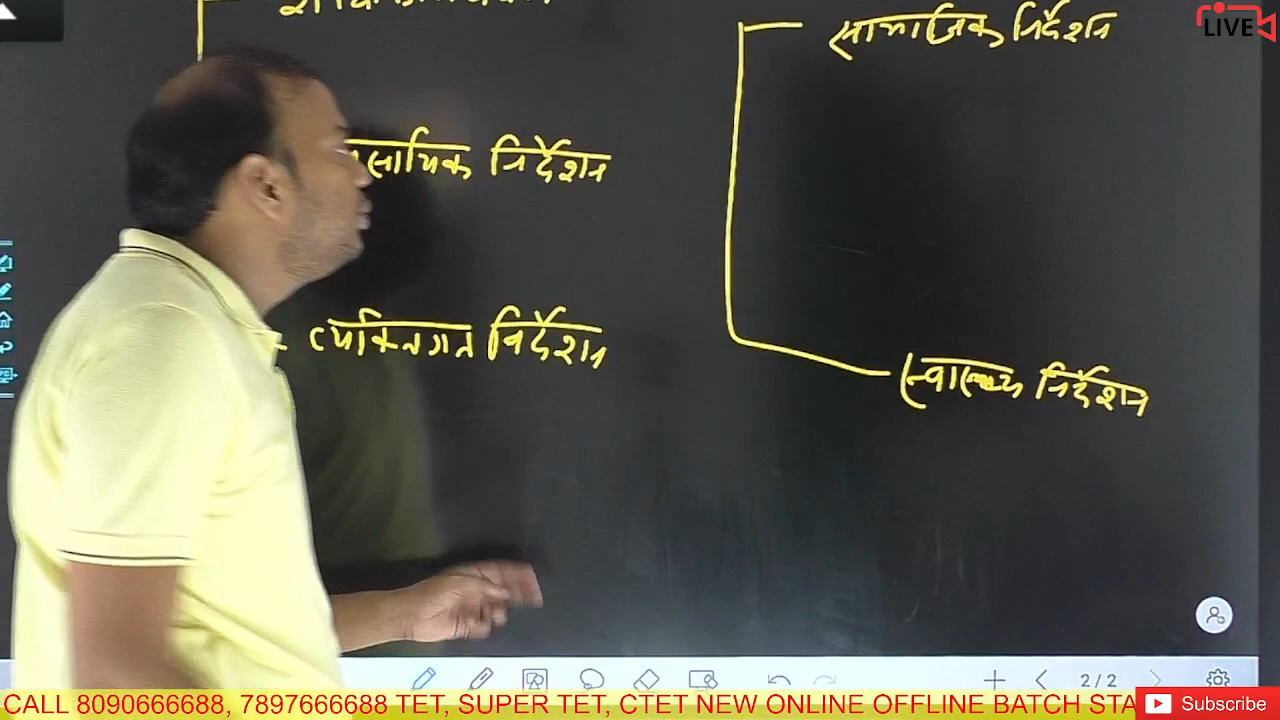 सामाजिक निर्देशन
निर्देशन
व्यक्तिगत निर्देशन
स्वास्थ्य निर्देशन
LIVE
2/2
CALL 8090666688, 7897666688 TET, SUPER TET, CTET NEW ONLINE OFFLINE BATCH STA
Subscribe